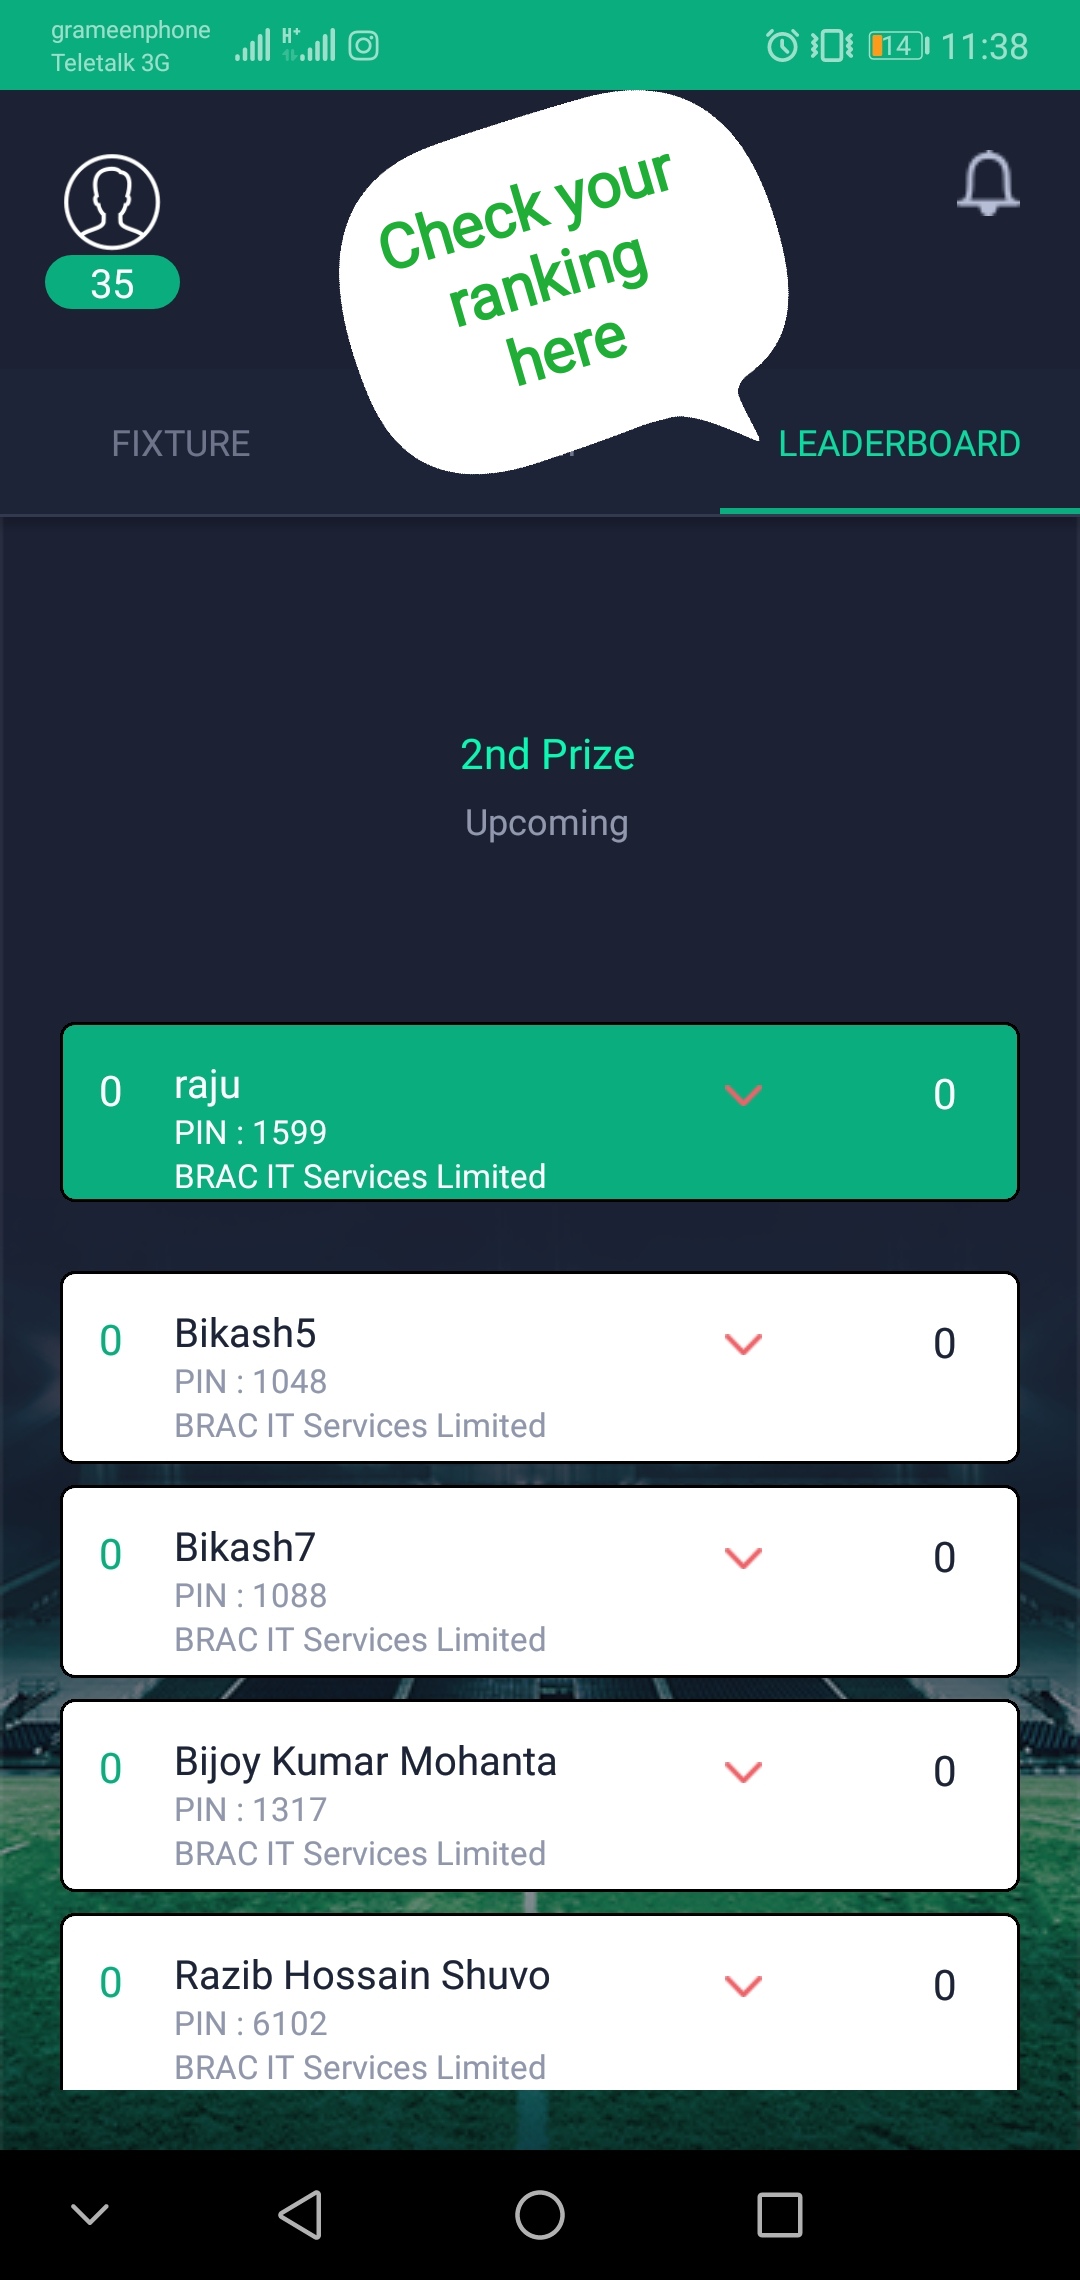 grameenphone
Teletalk 3G
H+
14
11:38
Check your
ranking
here
35
FIXTURE
LEADERBOARD
2nd Prize
Upcoming
0 raju 0
PIN : 1599
BRAC IT Services Limited
0 Bikash5 0
PIN : 1048
BRAC IT Services Limited
0 Bikash7 0
PIN : 1088
BRAC IT Services Limited
0 Bijoy Kumar Mohanta 0
PIN : 1317
BRAC IT Services Limited
0 Razib Hossain Shuvo 0
PIN : 6102
BRAC IT Services Limited